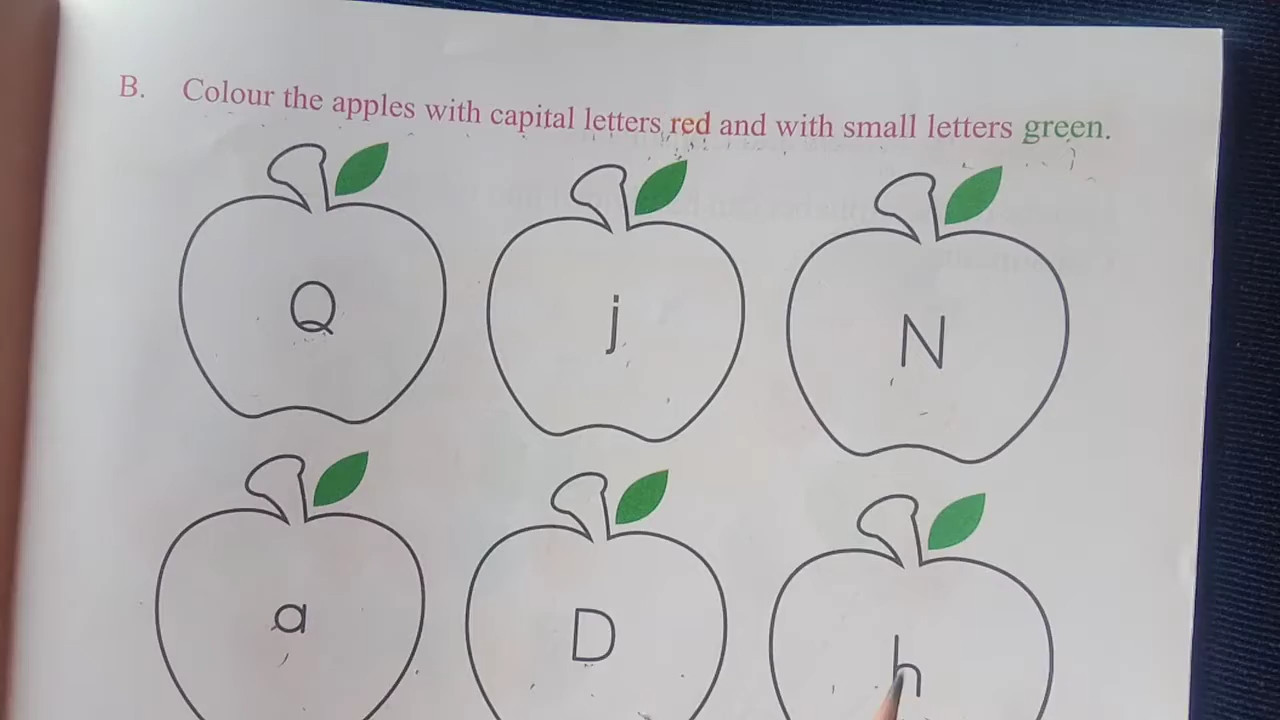 B. Colour the apples with capital letters red and with small letters green.
Q j N
a D h